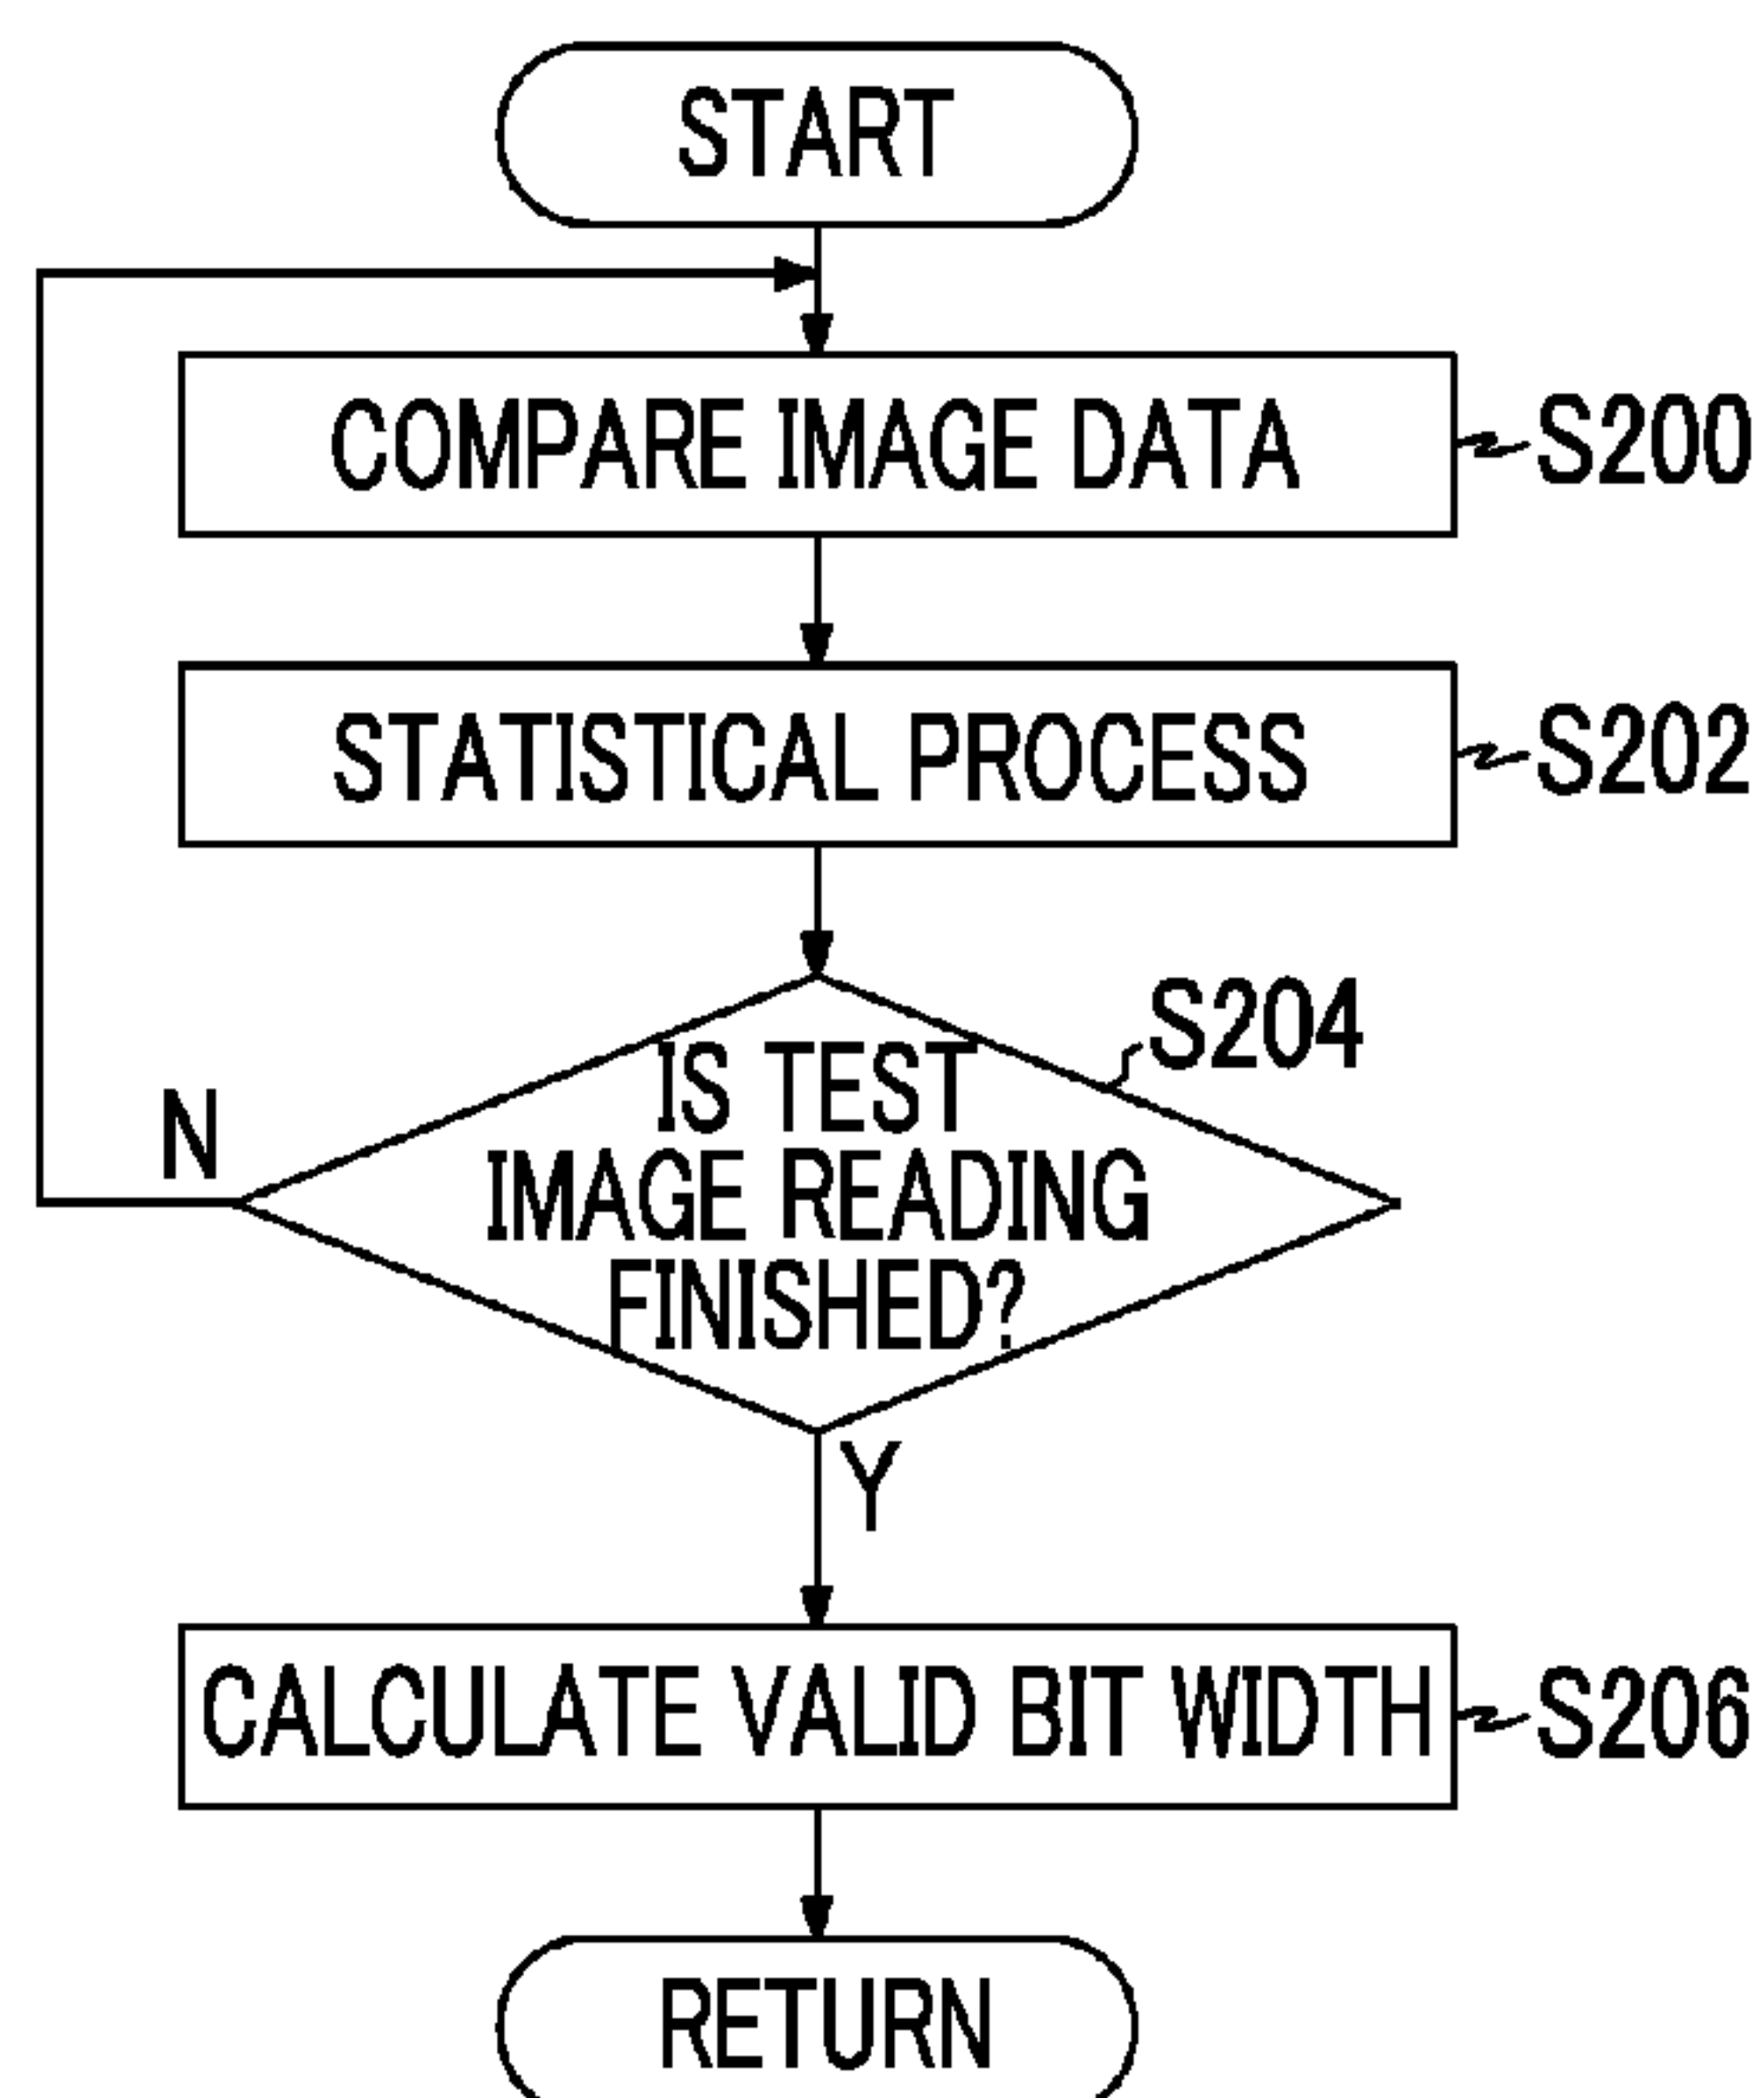 START
COMPARE IMAGE DATA
S200
STATISTICAL PROCESS
S202
S204
IS TEST
IMAGE READING
FINISHED?
N
Y
CALCULATE VALID BIT WIDTH
S206
RETURN